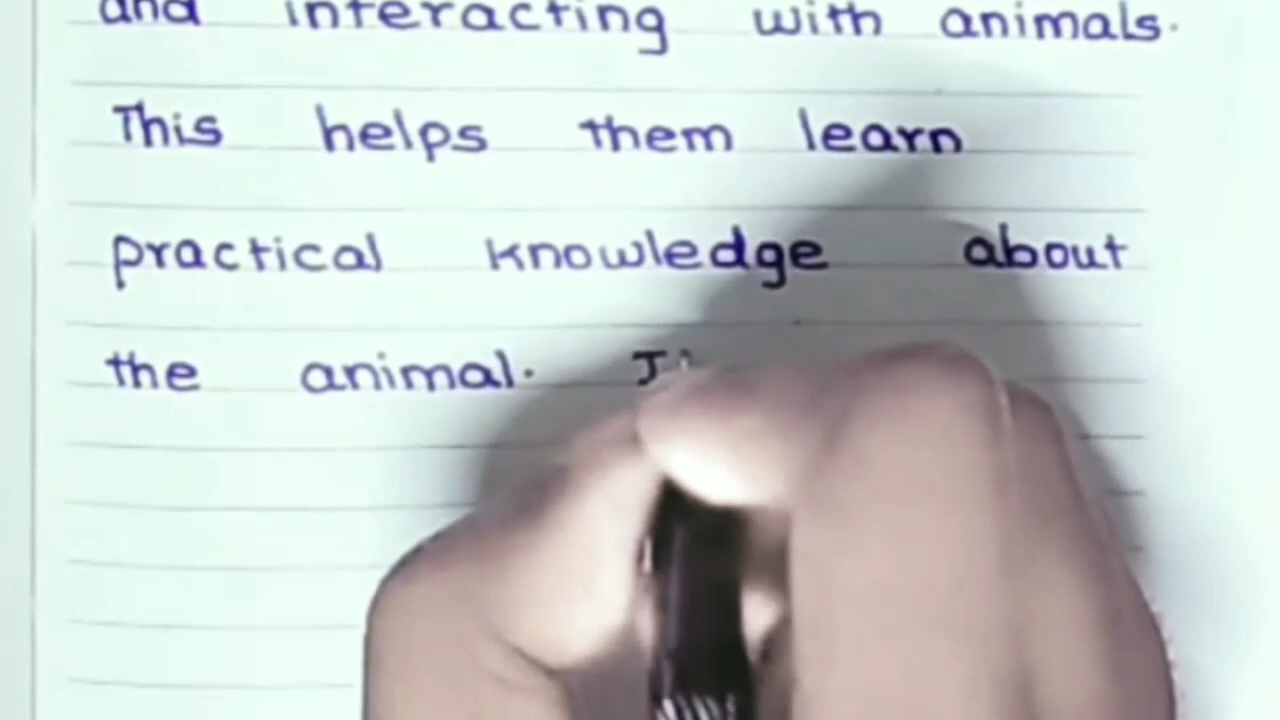 and interacting with animals.
This helps them learn
practical knowledge about
the animal.